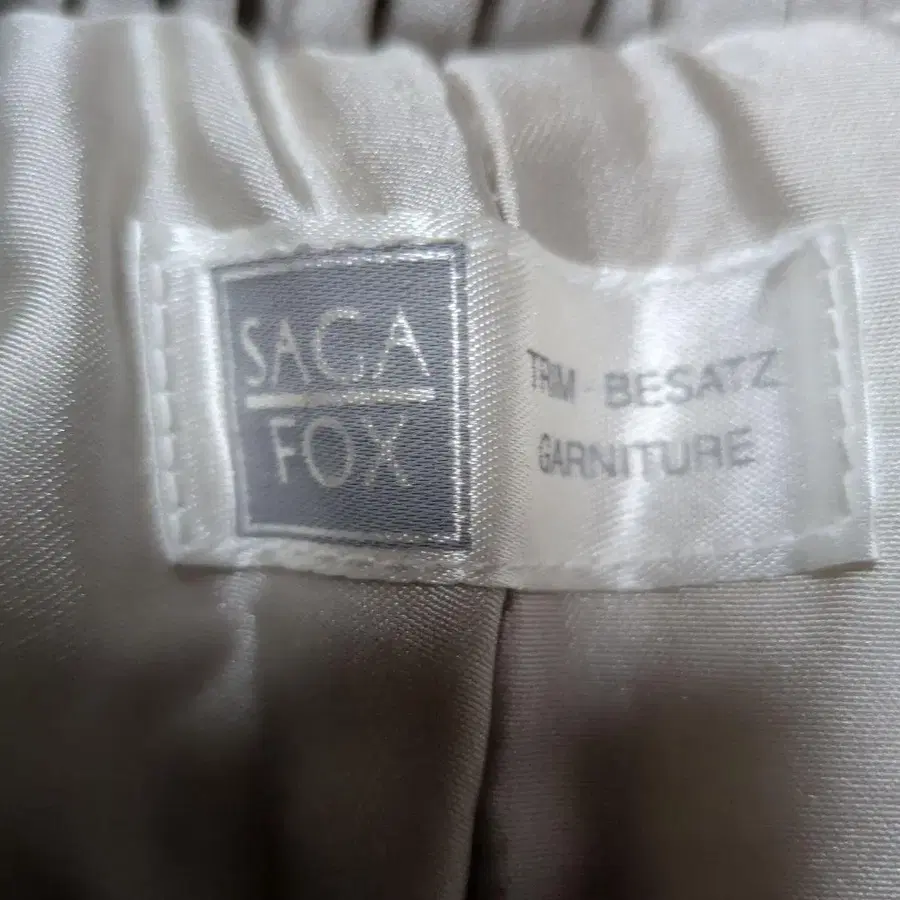 SAGA
FOX
TRIM - BESATZ
GARNITURE